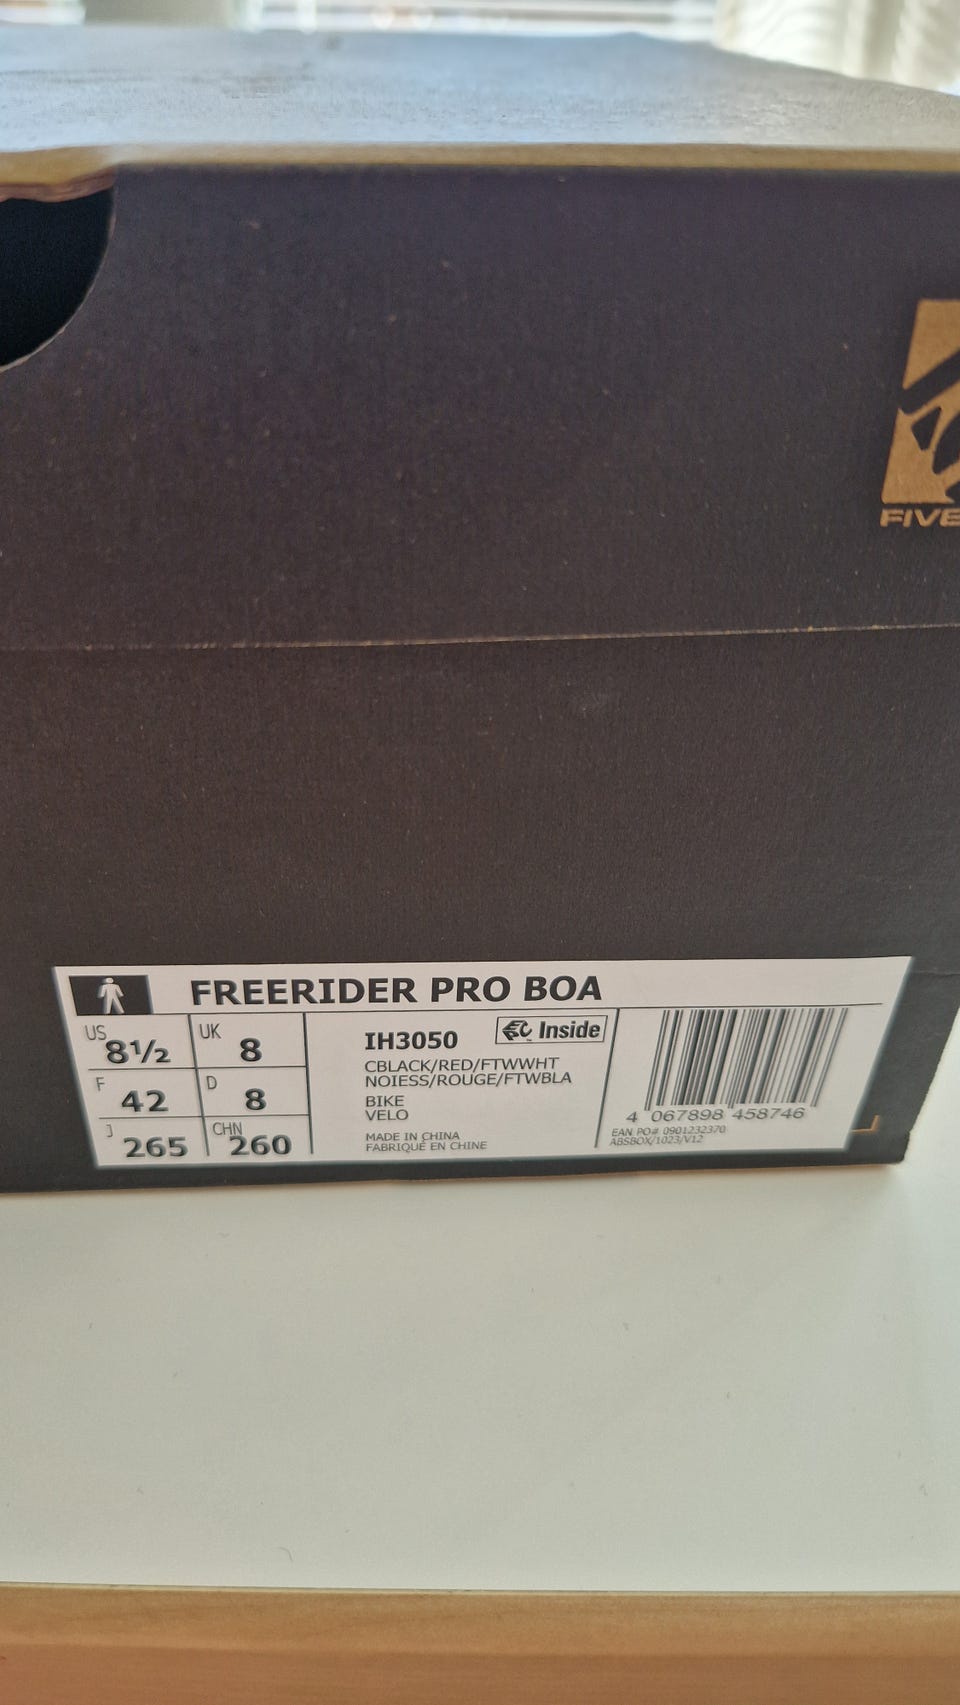 FIVE
FREERIDER PRO BOA
US 8½ UK 8
F 42 D 8
J 265 CHN 260
IH3050 Inside
CBLACK/RED/FTWWHT
NOIESS/ROUGE/FTWBLA
BIKE
VELO
MADE IN CHINA
FABRIQUÉ EN CHINE
4 067898 458746
EAN PO# 0901232370
ABSBOX/1023/V12